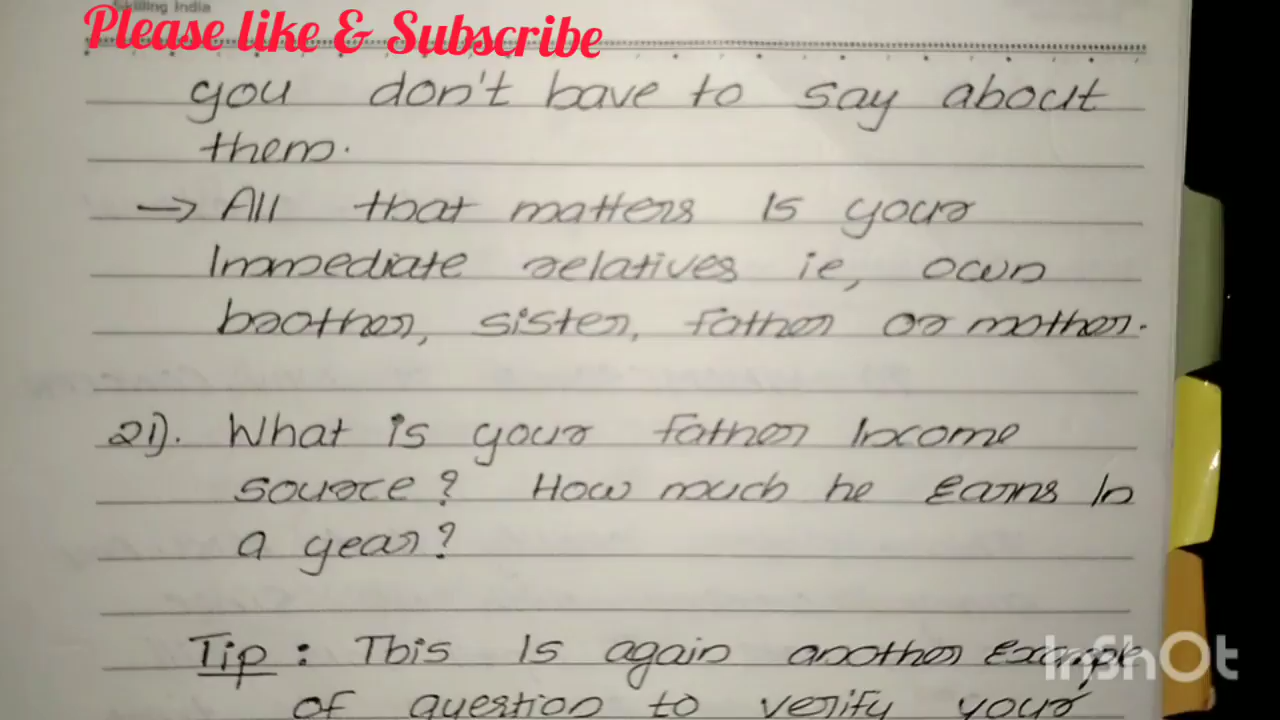 Skilling India
Please like & Subscribe
you don't have to say about
them.
→ All that matters is your
Immediate relatives ie, own
brother, sister, father or mother.
21). What is your father Income
source? How much he Earns In
a year?
Tip : This Is again another Example
of question to verify your
InShOt